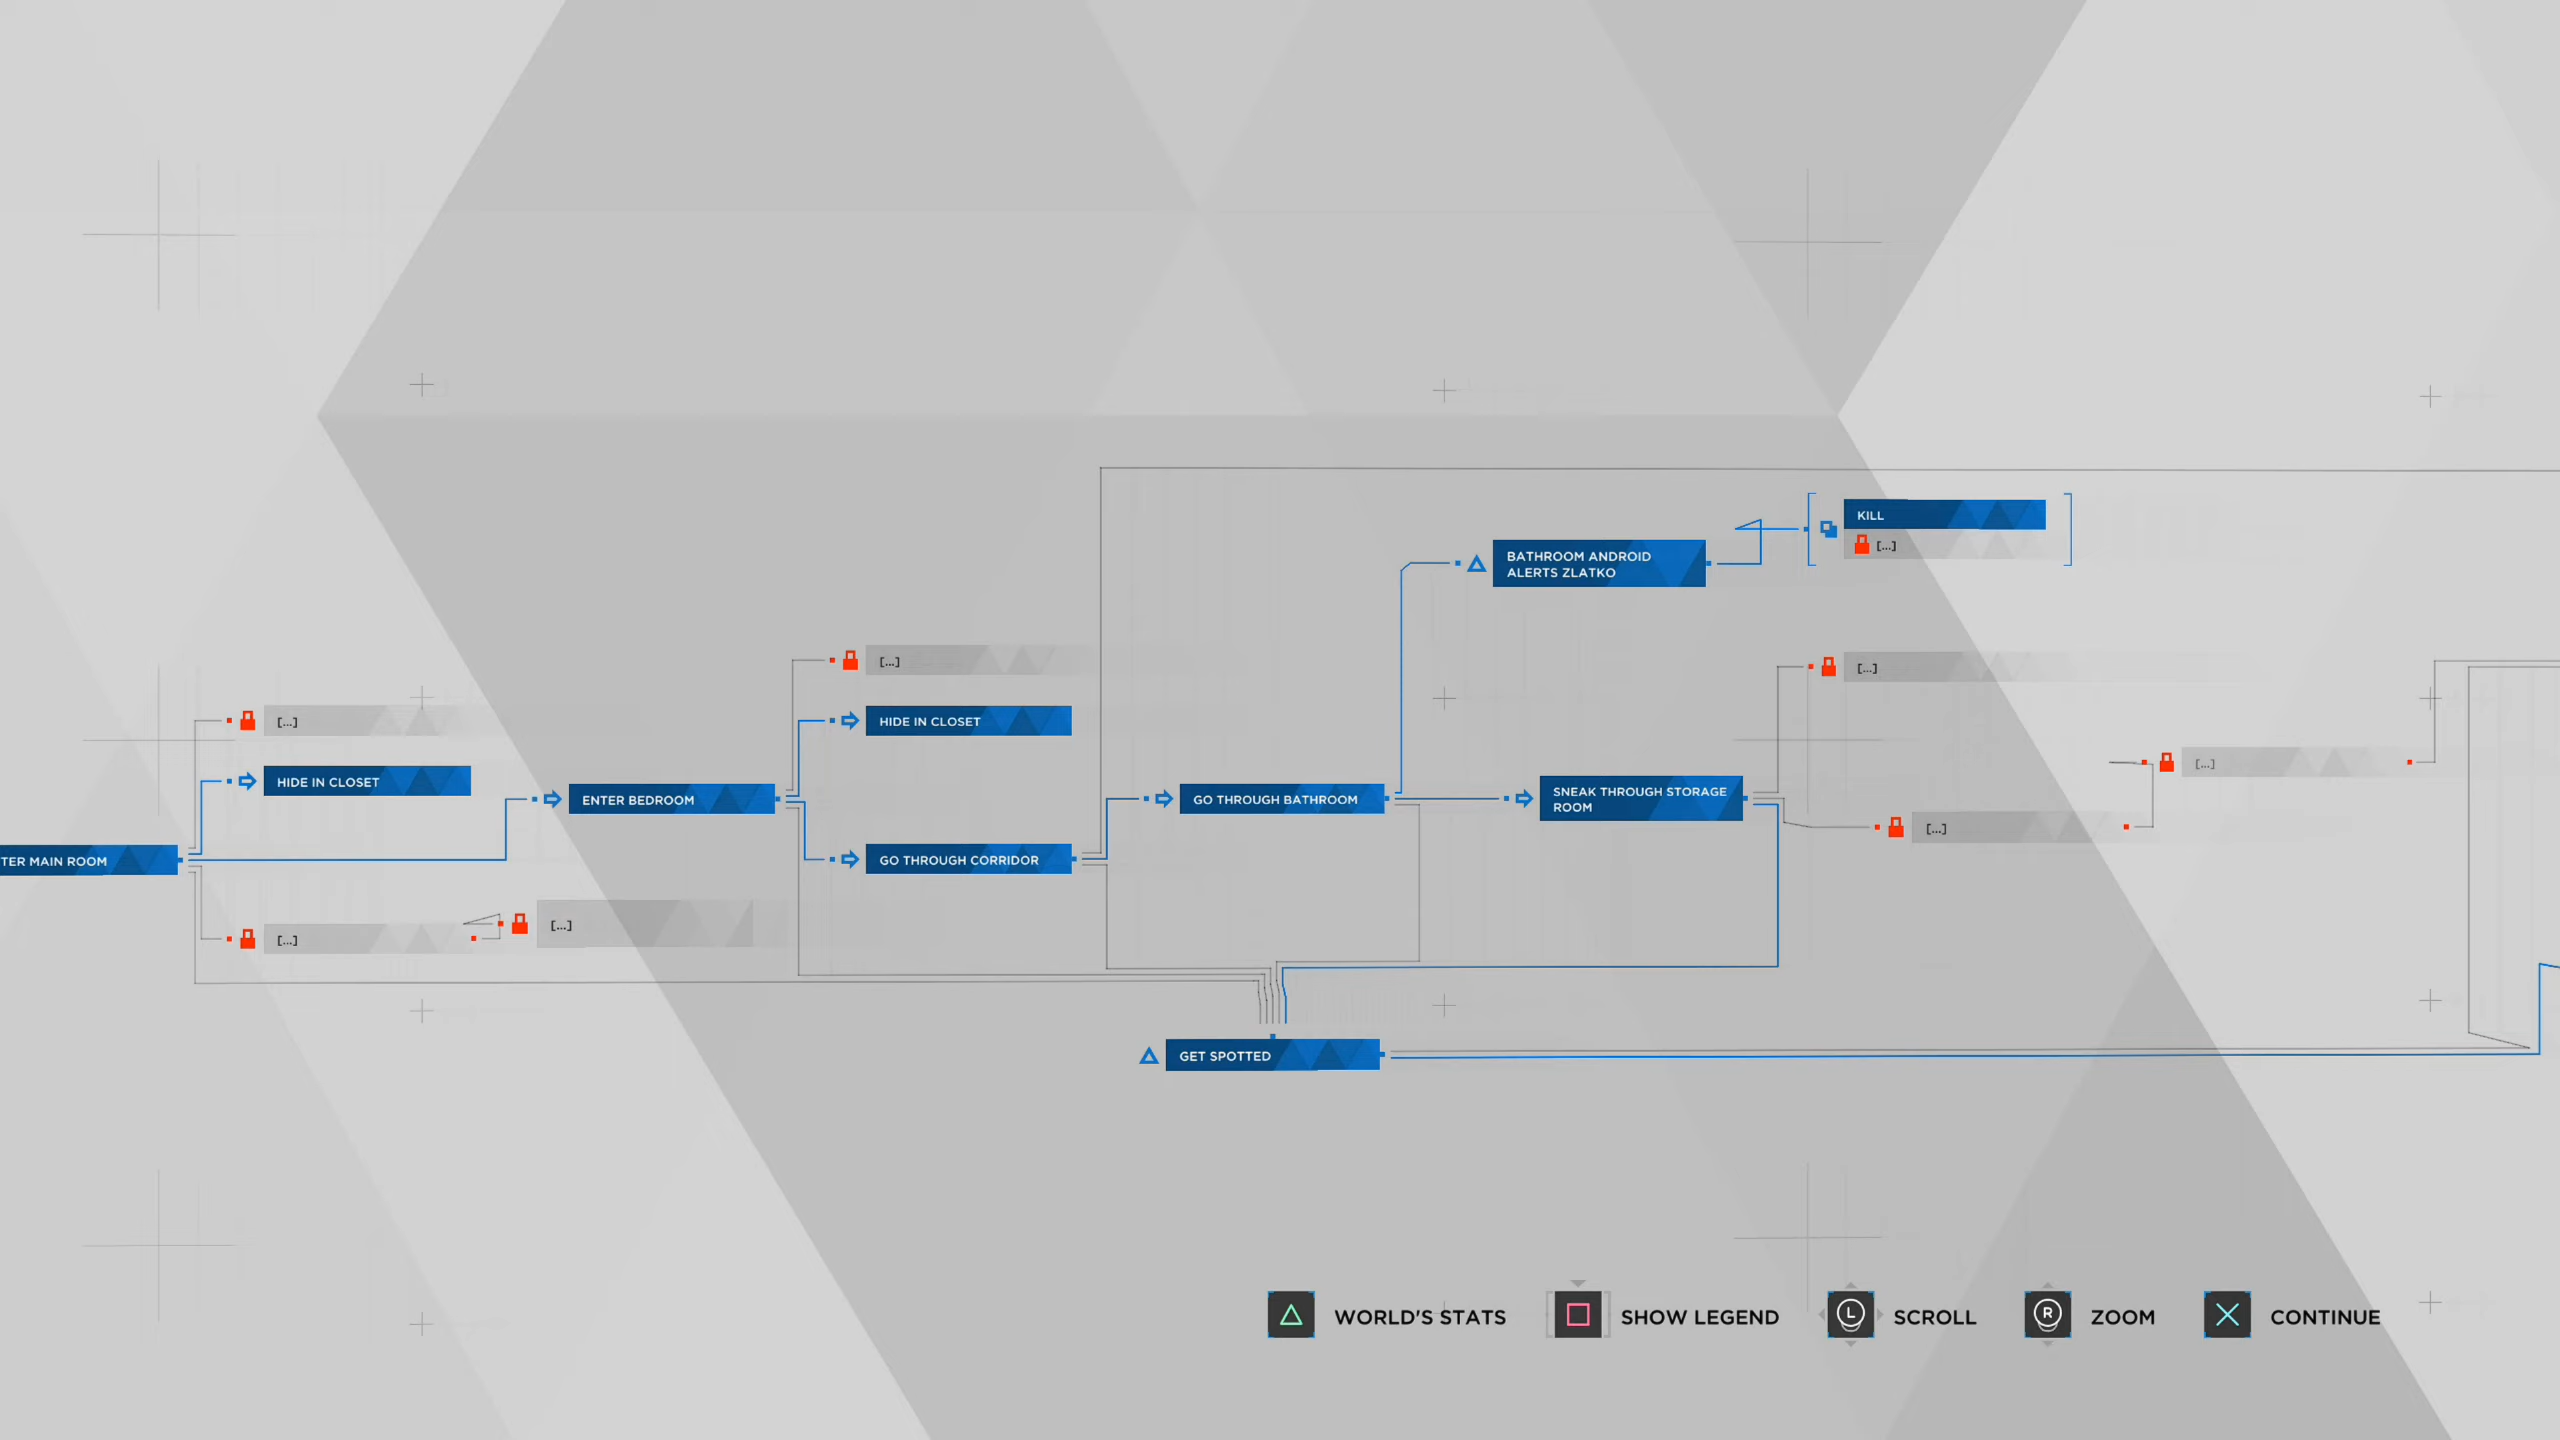 KILL
[...]
BATHROOM ANDROID
ALERTS ZLATKO
[...]
[...]
[...]
HIDE IN CLOSET
[...]
HIDE IN CLOSET
ENTER BEDROOM
GO THROUGH BATHROOM
SNEAK THROUGH STORAGE
ROOM
[...]
[...]
TER MAIN ROOM
GO THROUGH CORRIDOR
[...]
[...]
GET SPOTTED
WORLD'S STATS
SHOW LEGEND
L
SCROLL
R
ZOOM
CONTINUE